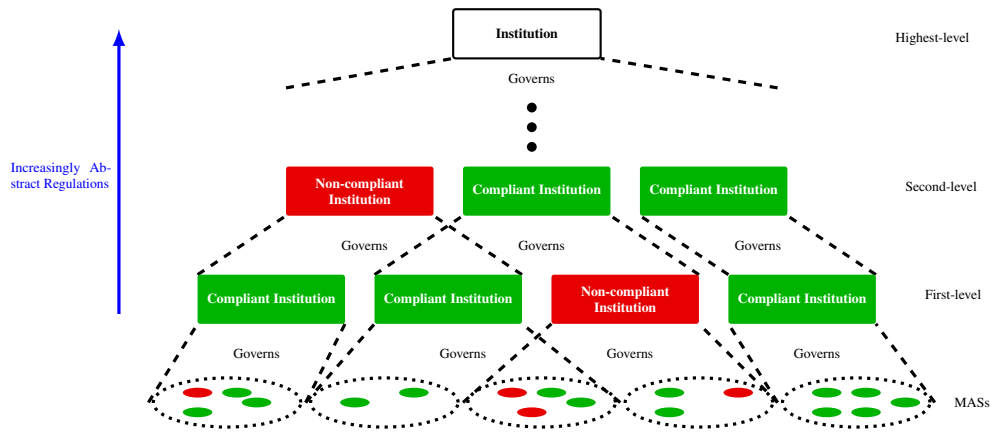 Institution
Highest-level
Governs
Increasingly Ab-
stract Regulations
Non-compliant
Institution
Compliant Institution
Compliant Institution
Second-level
Governs
Governs
Governs
Compliant Institution
Compliant Institution
Non-compliant
Institution
Compliant Institution
First-level
Governs
Governs
Governs
Governs
MASs